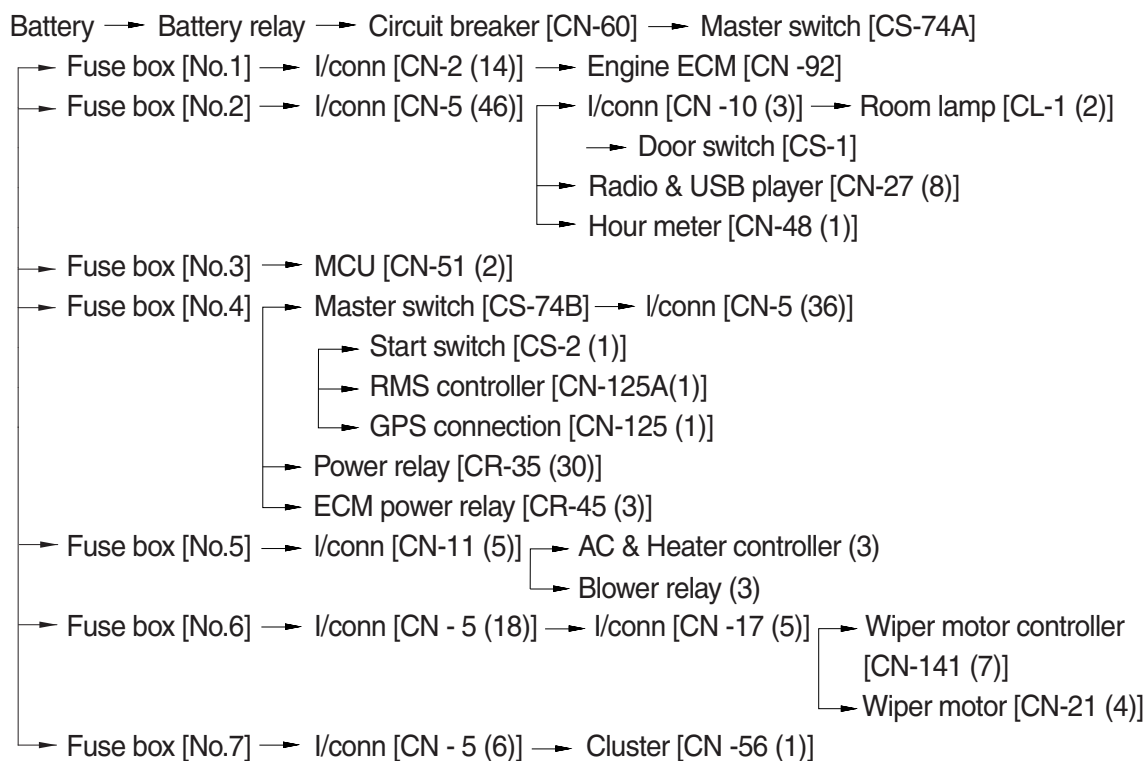 Battery → Battery relay → Circuit breaker [CN-60] → Master switch [CS-74A]
Fuse box [No.1] → I/conn [CN-2 (14)] → Engine ECM [CN -92]
Fuse box [No.2] → I/conn [CN-5 (46)] → I/conn [CN -10 (3)] → Room lamp [CL-1 (2)]
→ Door switch [CS-1]
→ Radio & USB player [CN-27 (8)]
→ Hour meter [CN-48 (1)]
Fuse box [No.3] → MCU [CN-51 (2)]
Fuse box [No.4] → Master switch [CS-74B] → I/conn [CN-5 (36)]
→ Start switch [CS-2 (1)]
→ RMS controller [CN-125A(1)]
→ GPS connection [CN-125 (1)]
→ Power relay [CR-35 (30)]
→ ECM power relay [CR-45 (3)]
Fuse box [No.5] → I/conn [CN-11 (5)] → AC & Heater controller (3)
→ Blower relay (3)
Fuse box [No.6] → I/conn [CN - 5 (18)] → I/conn [CN -17 (5)] → Wiper motor controller
[CN-141 (7)]
→ Wiper motor [CN-21 (4)]
Fuse box [No.7] → I/conn [CN - 5 (6)] → Cluster [CN -56 (1)]